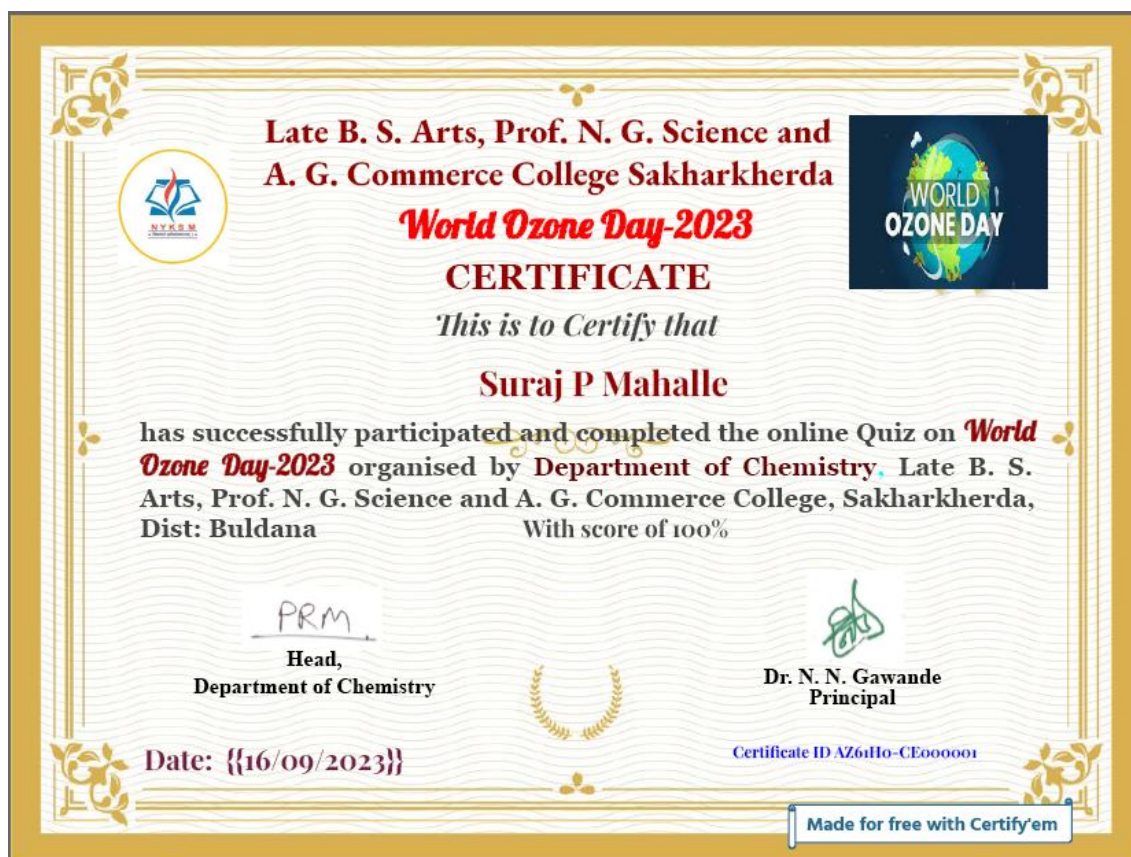 Late B. S. Arts, Prof. N. G. Science and
A. G. Commerce College Sakharkherda
World Ozone Day-2023
CERTIFICATE
NYKSM
WORLD
OZONE DAY
This is to Certify that
Suraj P Mahalle
has successfully participated and completed the online Quiz on World
Ozone Day-2023 organised by Department of Chemistry, Late B. S.
Arts, Prof. N. G. Science and A. G. Commerce College, Sakharkherda,
Dist: Buldana With score of 100%
PRM
Head,
Department of Chemistry
Dr. N. N. Gawande
Principal
Date: {{16/09/2023}}
Certificate ID AZ61H0-CE000001
Made for free with Certify'em